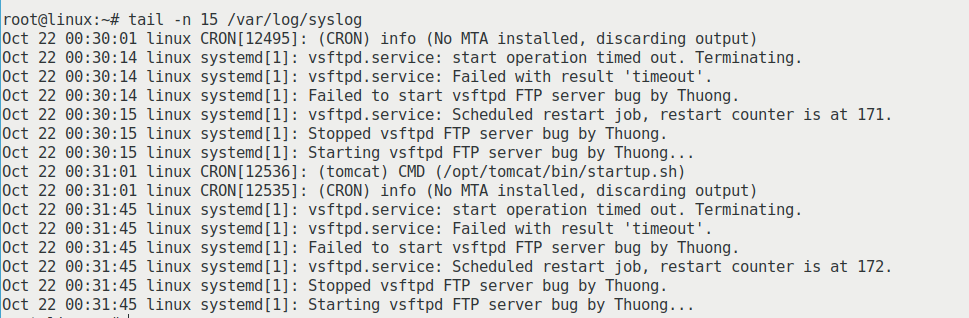 root@linux:~# tail -n 15 /var/log/syslog
Oct 22 00:30:01 linux CRON[12495]: (CRON) info (No MTA installed, discarding output)
Oct 22 00:30:14 linux systemd[1]: vsftpd.service: start operation timed out. Terminating.
Oct 22 00:30:14 linux systemd[1]: vsftpd.service: Failed with result 'timeout'.
Oct 22 00:30:14 linux systemd[1]: Failed to start vsftpd FTP server bug by Thuong.
Oct 22 00:30:15 linux systemd[1]: vsftpd.service: Scheduled restart job, restart counter is at 171.
Oct 22 00:30:15 linux systemd[1]: Stopped vsftpd FTP server bug by Thuong.
Oct 22 00:30:15 linux systemd[1]: Starting vsftpd FTP server bug by Thuong...
Oct 22 00:31:01 linux CRON[12536]: (tomcat) CMD (/opt/tomcat/bin/startup.sh)
Oct 22 00:31:01 linux CRON[12535]: (CRON) info (No MTA installed, discarding output)
Oct 22 00:31:45 linux systemd[1]: vsftpd.service: start operation timed out. Terminating.
Oct 22 00:31:45 linux systemd[1]: vsftpd.service: Failed with result 'timeout'.
Oct 22 00:31:45 linux systemd[1]: Failed to start vsftpd FTP server bug by Thuong.
Oct 22 00:31:45 linux systemd[1]: vsftpd.service: Scheduled restart job, restart counter is at 172.
Oct 22 00:31:45 linux systemd[1]: Stopped vsftpd FTP server bug by Thuong.
Oct 22 00:31:45 linux systemd[1]: Starting vsftpd FTP server bug by Thuong...